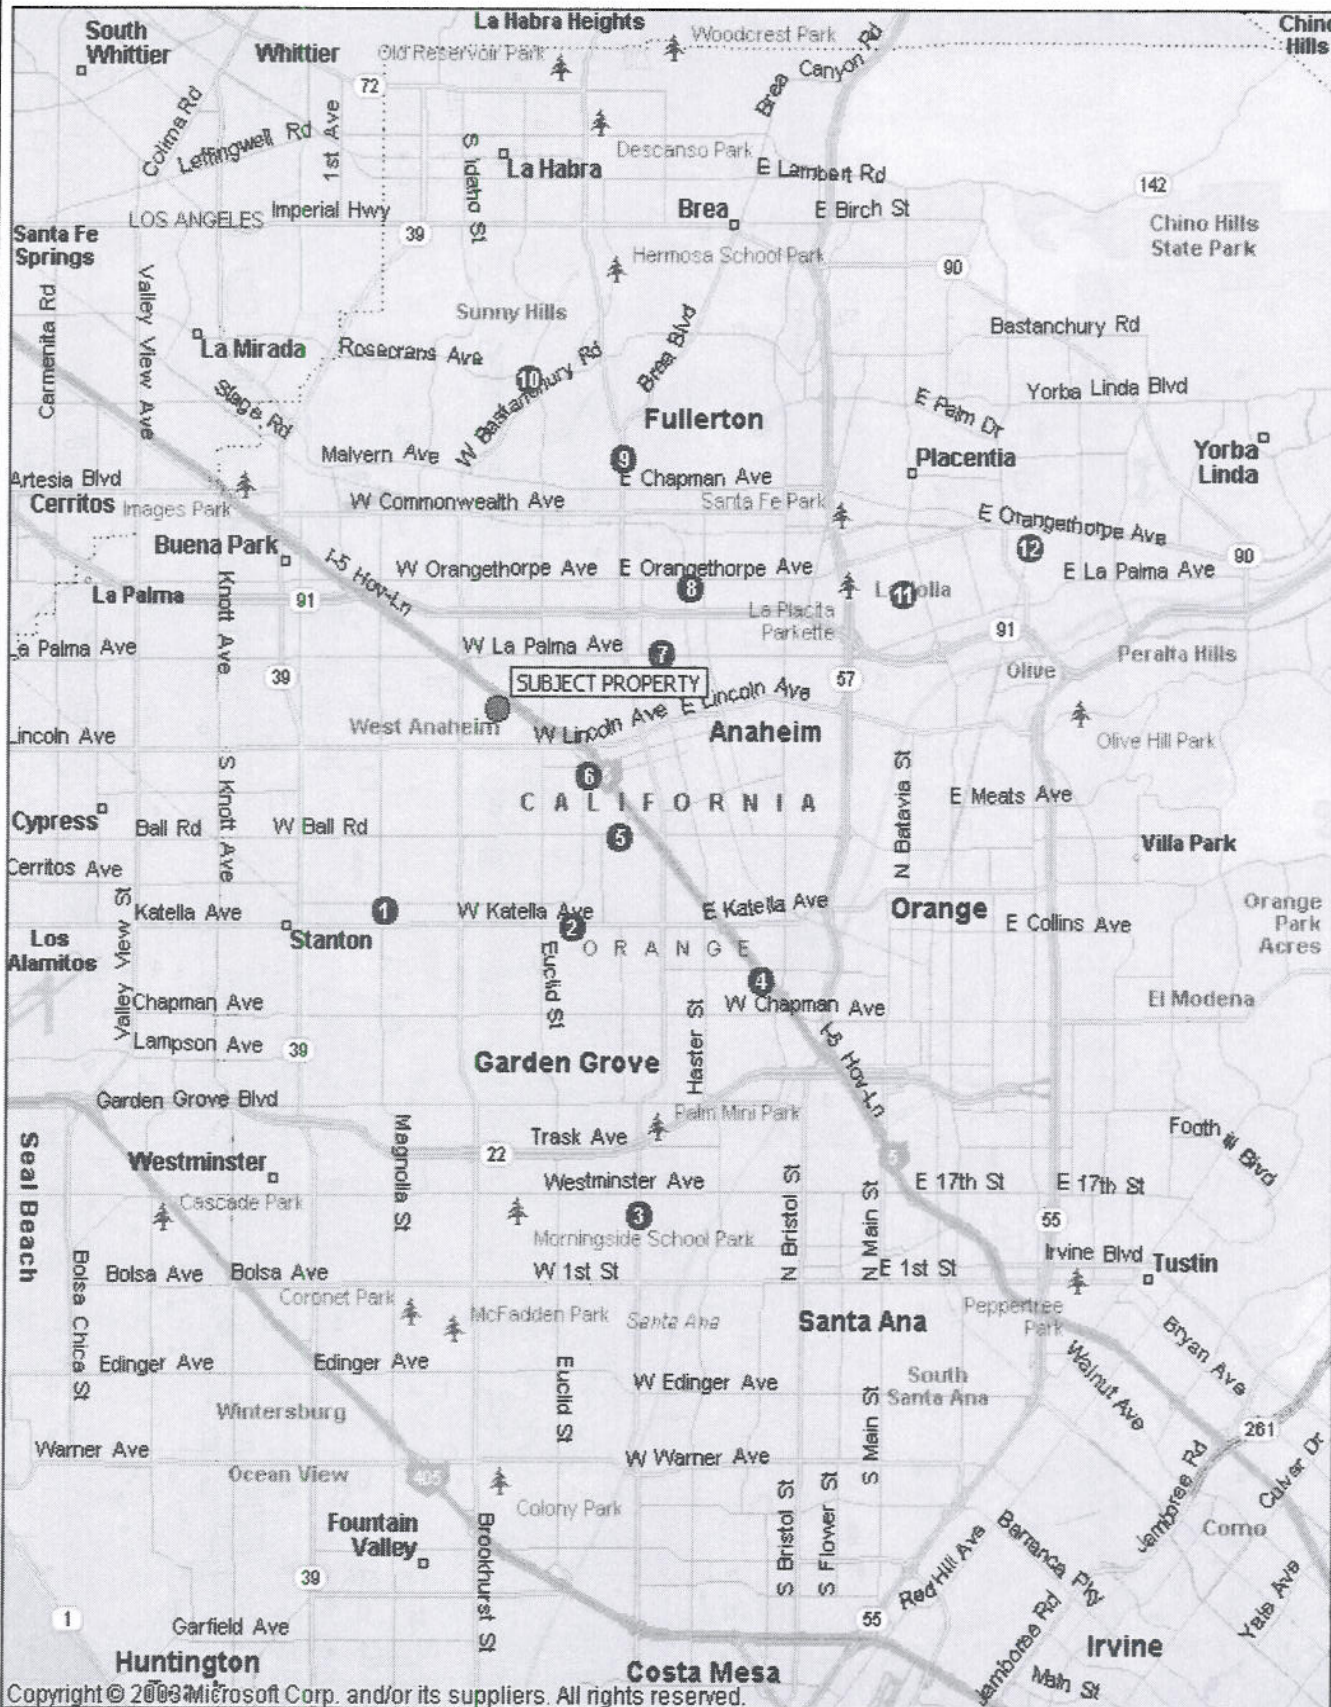 La Habra Heights
Chino
Hills
South
Whittier
Whittier
Old Reservoir Park
Woodcrest Park
Brea Canyon Rd
72
Colima Rd
Leffingwell Rd
1st Ave
S Idaho St
La Habra
Descanso Park
E Lambert Rd
142
LOS ANGELES
Imperial Hwy
39
Brea
E Birch St
Chino Hills
State Park
Santa Fe
Springs
Hermosa School Park
90
Carmenita Rd
Valley View Ave
Sunny Hills
Bastanchury Rd
La Mirada
Rosecrans Ave
10
W Bastanchury Rd
Brea Blvd
Yorba Linda Blvd
Stage Rd
Fullerton
E Palm Dr
Malvern Ave
9
E Chapman Ave
Placentia
Yorba
Linda
Artesia Blvd
Cerritos
Images Park
W Commonwealth Ave
Santa Fe Park
E Orangethorpe Ave
12
90
Buena Park
I-5 Hov-Ln
W Orangethorpe Ave
E Orangethorpe Ave
8
E La Palma Ave
La Palma
Knott Ave
91
11
La Placita
Parkette
91
La Palma Ave
W La Palma Ave
7
Peralta Hills
39
SUBJECT PROPERTY
57
Olive
West Anaheim
W Lincoln Ave
E Lincoln Ave
Lincoln Ave
Anaheim
Olive Hill Park
S Knott Ave
6
N Batavia St
E Meats Ave
CALIFORNIA
Cypress
Ball Rd
W Ball Rd
5
Villa Park
Cerritos Ave
Valley View St
Katella Ave
1
W Katella Ave
2
E Katella Ave
Orange
E Collins Ave
Orange
Park
Acres
Los
Alamitos
Stanton
Euclid St
ORANGE
4
Chapman Ave
Haster St
W Chapman Ave
El Modena
Lampson Ave
39
Garden Grove
I-5 Hov-Ln
Garden Grove Blvd
Palm Mini Park
Seal Beach
Magnolia St
Trask Ave
22
5
Foothill Blvd
Westminster
Westminster Ave
N Bristol St
N Main St
E 17th St
E 17th St
Cascade Park
3
Morningside School Park
55
Irvine Blvd
Tustin
Bolsa Chica St
Bolsa Ave
Bolsa Ave
W 1st St
E 1st St
Coronet Park
McFadden Park
Santa Ana
Santa Ana
Peppertree
Park
Bryan Ave
Walnut Ave
Edinger Ave
Edinger Ave
Euclid St
W Edinger Ave
South
Santa Ana
Wintersburg
S Main St
261
Culver Dr
Warner Ave
W Warner Ave
Ocean View
405
Colony Park
Jamboree Rd
Como
Fountain
Valley
Brookhurst St
S Bristol St
S Flower St
Red Hill Ave
Barranca Pky
Yale Ave
39
1
Garfield Ave
55
Jamboree Rd
Irvine
Huntington
Costa Mesa
Main St
Copyright © 2003 Microsoft Corp. and/or its suppliers. All rights reserved.